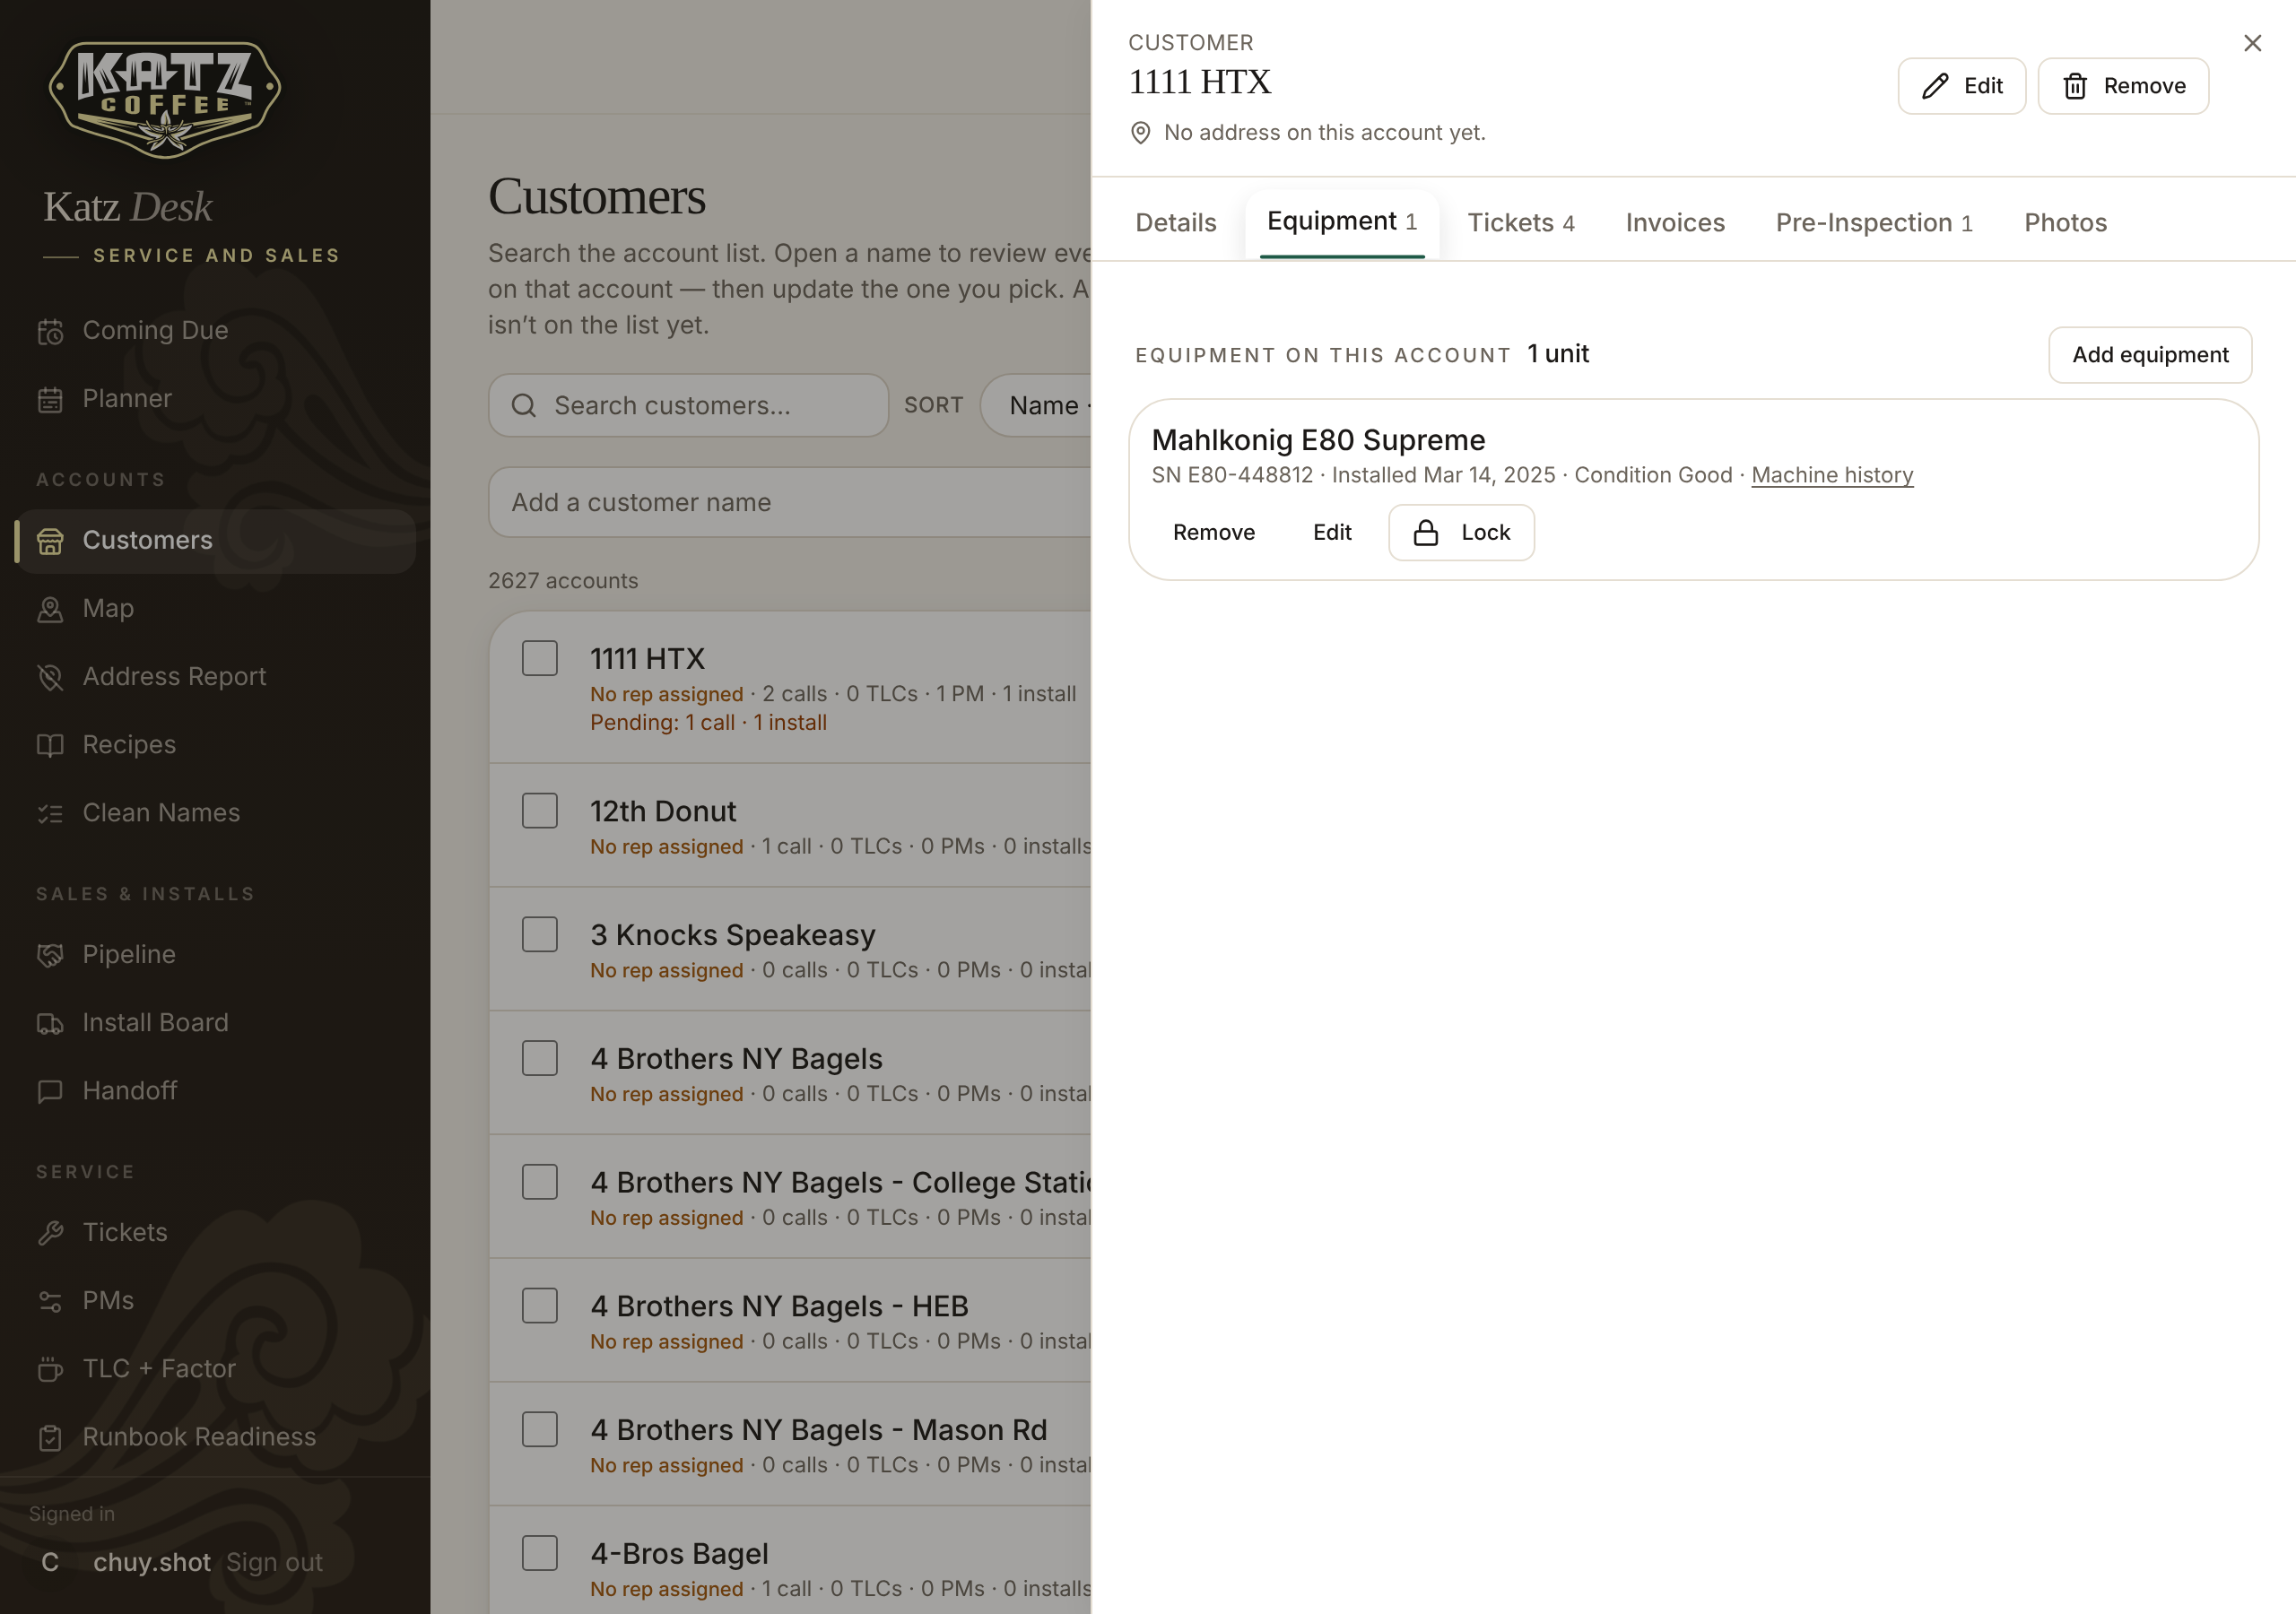 KATZ
COFFEE
Katz Desk
SERVICE AND SALES
Coming Due
Planner
ACCOUNTS
Customers
Map
Address Report
Recipes
Clean Names
SALES & INSTALLS
Pipeline
Install Board
Handoff
SERVICE
Tickets
PMs
TLC + Factor
Runbook Readiness
Signed in
C chuy.shot Sign out
Customers
Search the account list. Open a name to review eve
on that account — then update the one you pick. A
isn’t on the list yet.
Search customers...
SORT
Name ·
Add a customer name
2627 accounts
1111 HTX
No rep assigned · 2 calls · 0 TLCs · 1 PM · 1 install
Pending: 1 call · 1 install
12th Donut
No rep assigned · 1 call · 0 TLCs · 0 PMs · 0 installs
3 Knocks Speakeasy
No rep assigned · 0 calls · 0 TLCs · 0 PMs · 0 instal
4 Brothers NY Bagels
No rep assigned · 0 calls · 0 TLCs · 0 PMs · 0 instal
4 Brothers NY Bagels - College Static
No rep assigned · 0 calls · 0 TLCs · 0 PMs · 0 instal
4 Brothers NY Bagels - HEB
No rep assigned · 0 calls · 0 TLCs · 0 PMs · 0 instal
4 Brothers NY Bagels - Mason Rd
No rep assigned · 0 calls · 0 TLCs · 0 PMs · 0 instal
4-Bros Bagel
No rep assigned · 1 call · 0 TLCs · 0 PMs · 0 installs
CUSTOMER
1111 HTX
No address on this account yet.
Edit
Remove
Details
Equipment 1
Tickets 4
Invoices
Pre-Inspection 1
Photos
EQUIPMENT ON THIS ACCOUNT 1 unit
Add equipment
Mahlkonig E80 Supreme
SN E80-448812 · Installed Mar 14, 2025 · Condition Good · Machine history
Remove
Edit
Lock